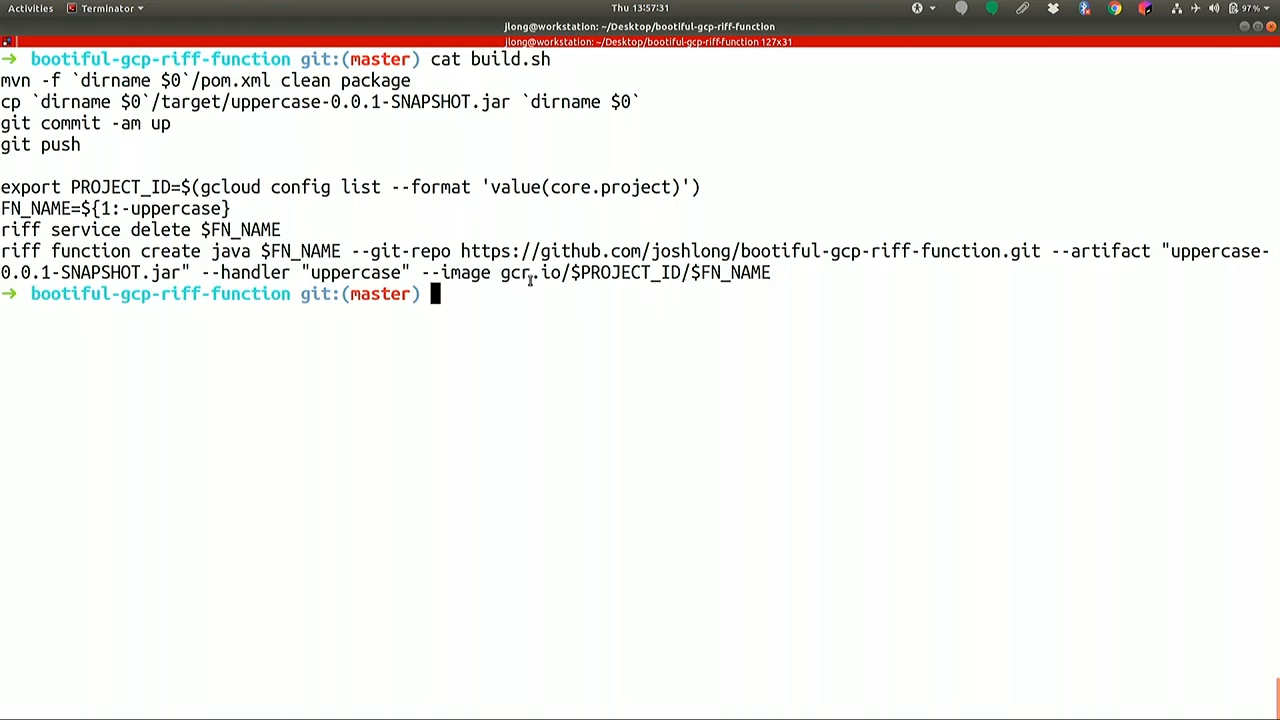 Activities Terminator Thu 13:57:31 97%
jlong@workstation: ~/Desktop/bootiful-gcp-riff-function
jlong@workstation: ~/Desktop/bootiful-gcp-riff-function 127x31
➜ bootiful-gcp-riff-function git:(master) cat build.sh
mvn -f `dirname $0`/pom.xml clean package
cp `dirname $0`/target/uppercase-0.0.1-SNAPSHOT.jar `dirname $0`
git commit -am up
git push
export PROJECT_ID=$(gcloud config list --format 'value(core.project)')
FN_NAME=${1:-uppercase}
riff service delete $FN_NAME
riff function create java $FN_NAME --git-repo https://github.com/joshlong/bootiful-gcp-riff-function.git --artifact "uppercase-
0.0.1-SNAPSHOT.jar" --handler "uppercase" --image gcr.io/$PROJECT_ID/$FN_NAME
➜ bootiful-gcp-riff-function git:(master)